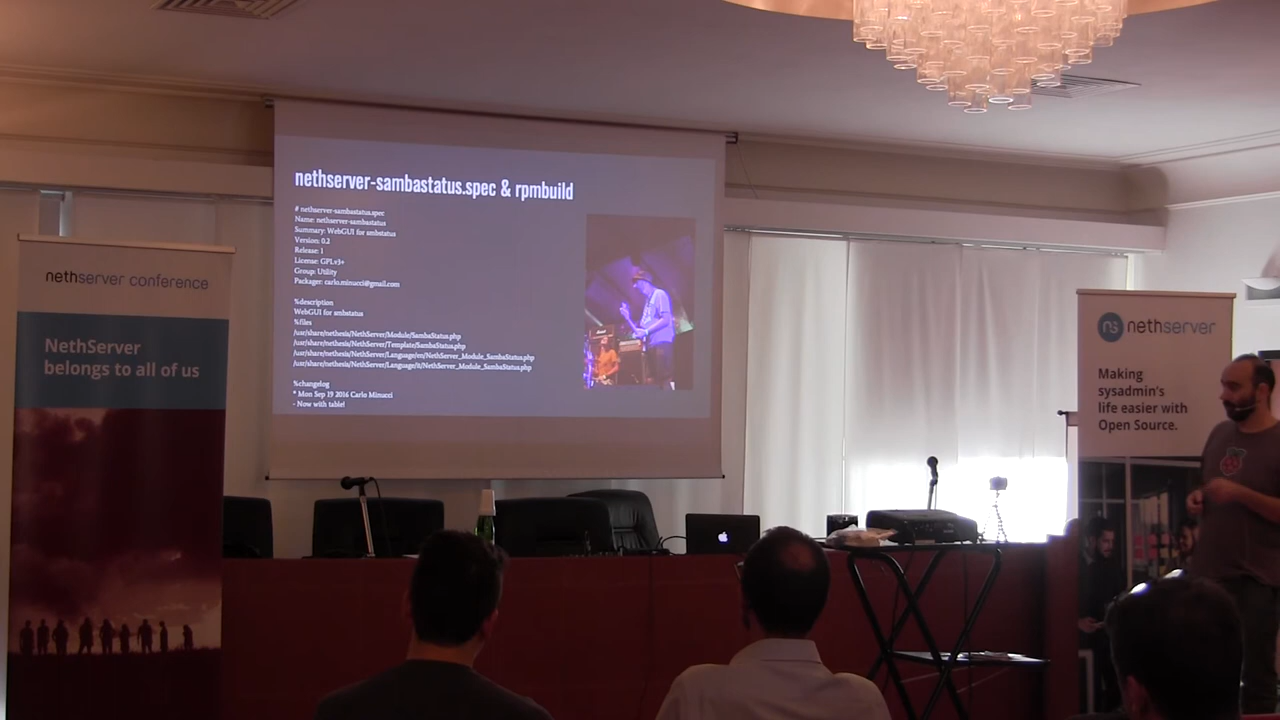 nethserver-sambastatus.spec & rpmbuild
# nethserver-sambastatus.spec
Name: nethserver-sambastatus
Summary: WebGUI for smbstatus
Version: 0.2
Release: 1
License: GPLv3+
Group: Utility
Packager: carlo.minucci@gmail.com
%description
WebGUI for smbstatus
%files
/usr/share/nethesis/NethServer/Module/SambaStatus.php
/usr/share/nethesis/NethServer/Template/SambaStatus.php
/usr/share/nethesis/NethServer/Language/en/NethServer_Module_SambaStatus.php
/usr/share/nethesis/NethServer/Language/it/NethServer_Module_SambaStatus.php
%changelog
* Mon Sep 19 2016 Carlo Minucci
- Now with table!
nethserver conference
NethServer
belongs to all of us
ns nethserver
Making
sysadmin's
life easier with
Open Source.